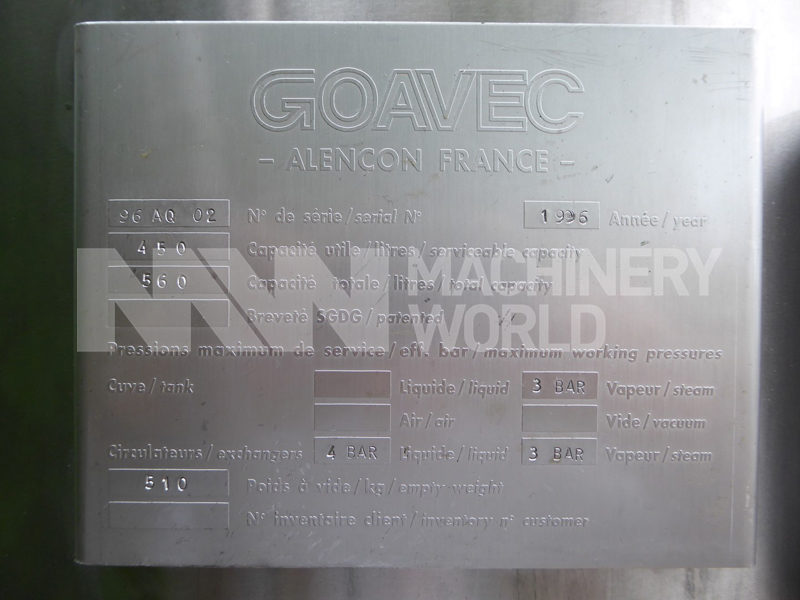 GOAVEC
- ALENÇON FRANCE -
96 AQ 02 N° de série/serial N° 1996 Année/year
450 Capacité utile/litres/serviceable capacity
560 Capacité totale/litres/total capacity
Breveté SGDG/patented
MW MACHINERY WORLD
Pressions maximum de service/eff. bar/maximum working pressures
Cuve/tank Liquide/liquid 3 BAR Vapeur/steam
Air/air Vide/vacuum
Circulateurs/exchangers 4 BAR Liquide/liquid 3 BAR Vapeur/steam
510 Poids à vide/kg/empty weight
N° inventaire client/inventory n° customer